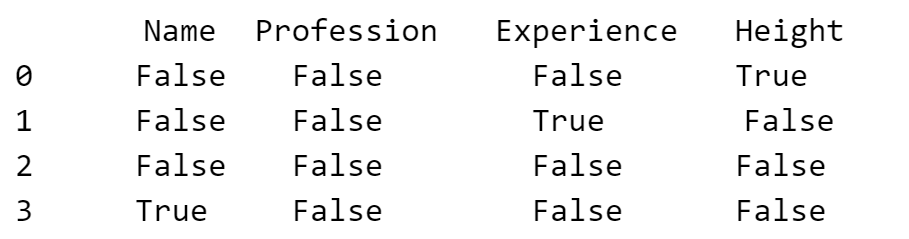 Name Profession Experience Height
0 False False False True
1 False False True False
2 False False False False
3 True False False False